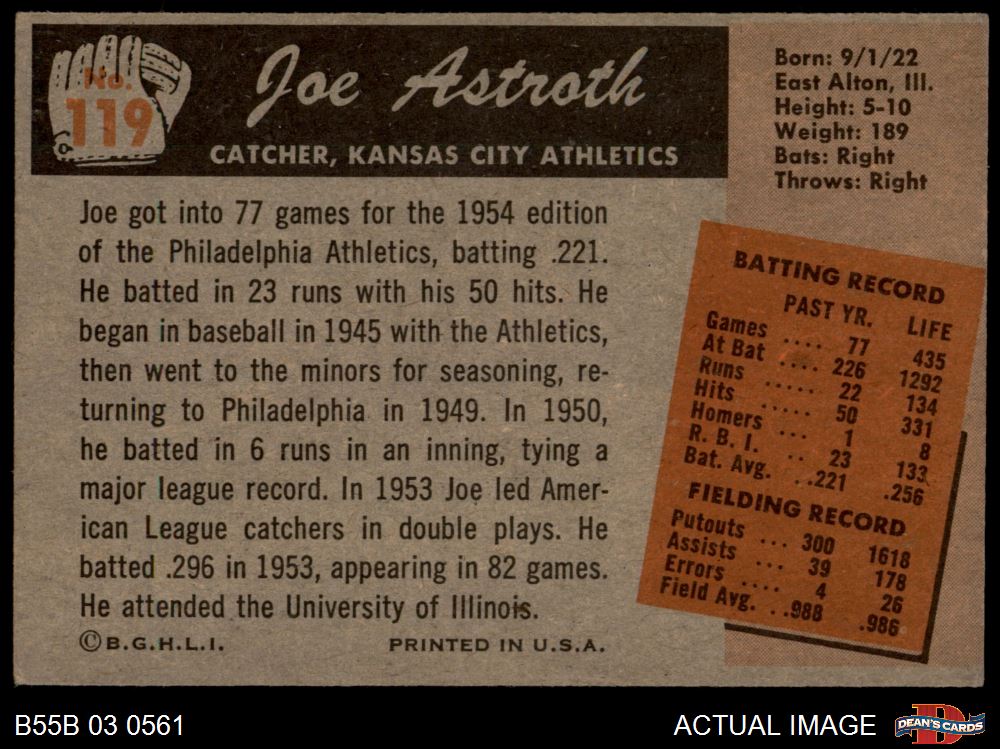 No.
119
Joe Astroth
CATCHER, KANSAS CITY ATHLETICS
Born: 9/1/22
East Alton, Ill.
Height: 5-10
Weight: 189
Bats: Right
Throws: Right
Joe got into 77 games for the 1954 edition
of the Philadelphia Athletics, batting .221.
He batted in 23 runs with his 50 hits. He
began in baseball in 1945 with the Athletics,
then went to the minors for seasoning, re-
turning to Philadelphia in 1949. In 1950,
he batted in 6 runs in an inning, tying a
major league record. In 1953 Joe led Amer-
ican League catchers in double plays. He
batted .296 in 1953, appearing in 82 games.
He attended the University of Illinois.
©B.G.H.L.I. PRINTED IN U.S.A.
BATTING RECORD
PAST YR. LIFE
Games .... 77 435
At Bat .... 226 1292
Runs ..... 22 134
Hits ..... 50 331
Homers ... 1 8
R. B. I. .. 23 133
Bat. Avg. ..221 .256
FIELDING RECORD
Putouts ... 300 1618
Assists ... 39 178
Errors .... 4 26
Field Avg. ..988 .986
B55B 03 0561
ACTUAL IMAGE
DEAN'S CARDS